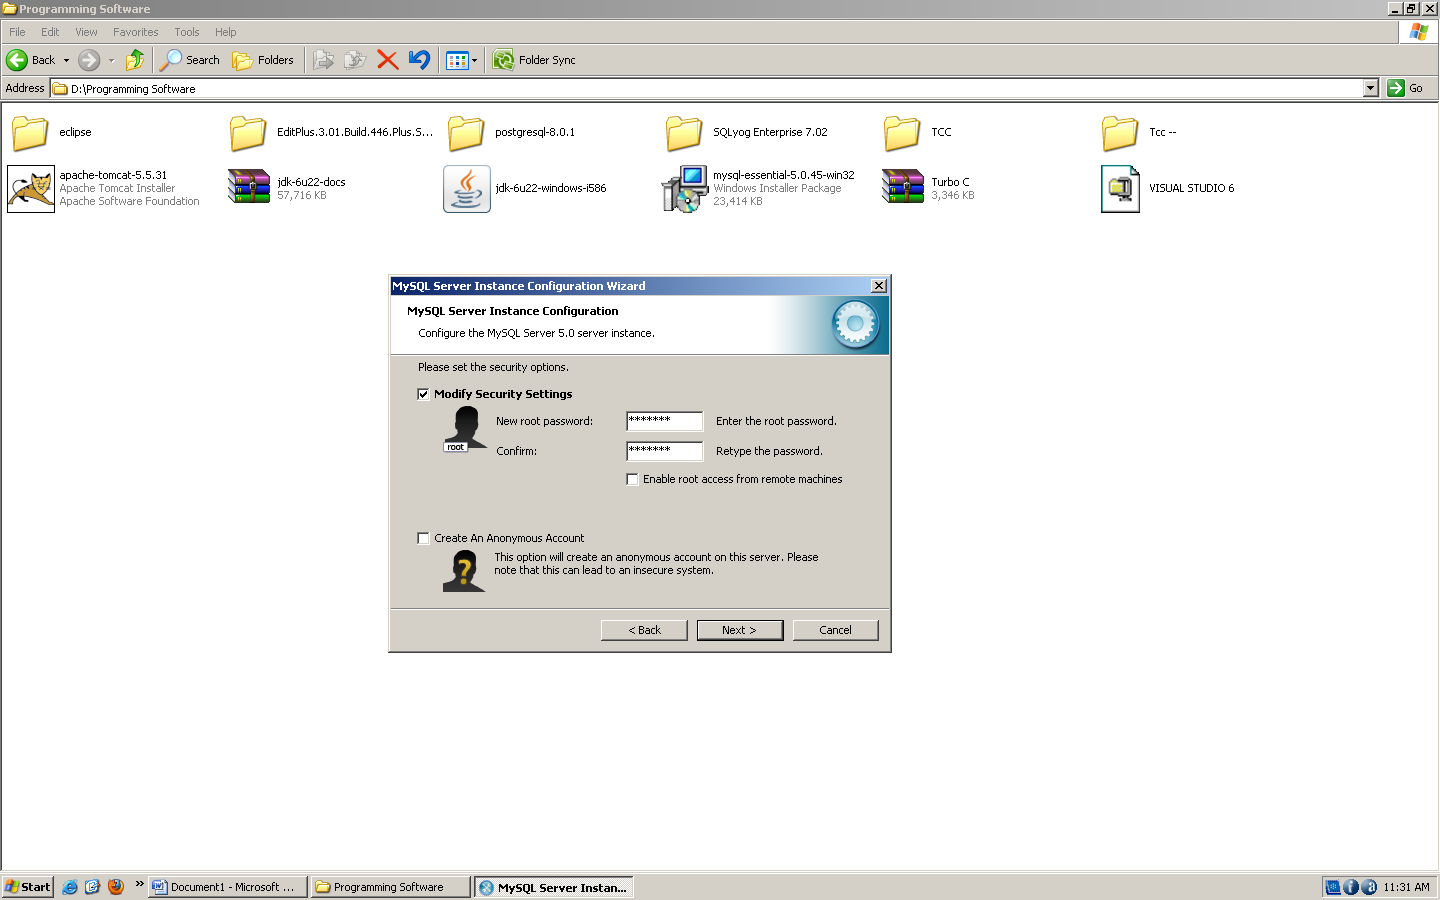 Programming Software
File Edit View Favorites Tools Help
Back Search Folders Folder Sync
Address D:\Programming Software Go
eclipse
EditPlus.3.01.Build.446.Plus.S...
postgresql-8.0.1
SQLyog Enterprise 7.02
TCC
Tcc --
apache-tomcat-5.5.31
Apache Tomcat Installer
Apache Software Foundation
jdk-6u22-docs
57,716 KB
jdk-6u22-windows-i586
mysql-essential-5.0.45-win32
Windows Installer Package
23,414 KB
Turbo C
3,346 KB
VISUAL STUDIO 6
MySQL Server Instance Configuration Wizard
MySQL Server Instance Configuration
Configure the MySQL Server 5.0 server instance.
Please set the security options.
Modify Security Settings
root
New root password: ******* Enter the root password.
Confirm: ******* Retype the password.
Enable root access from remote machines
Create An Anonymous Account
This option will create an anonymous account on this server. Please
note that this can lead to an insecure system.
< Back Next > Cancel
Start » Document1 - Microsoft ... Programming Software MySQL Server Instan... 11:31 AM